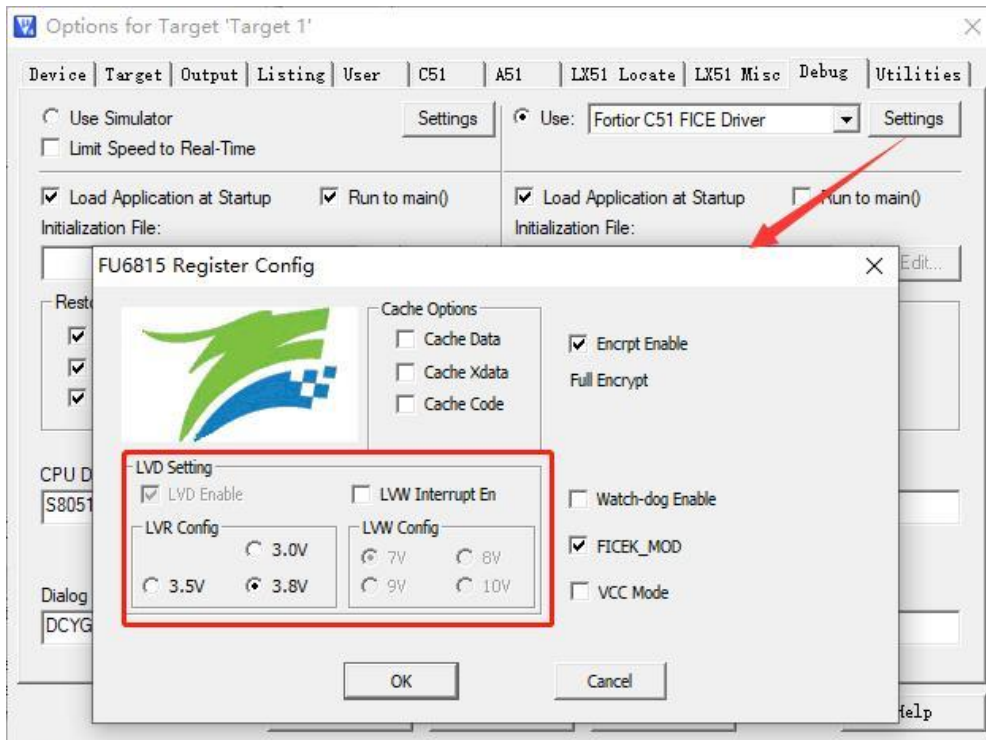 Options for Target 'Target 1'
Device Target Output Listing User C51 A51 LX51 Locate LX51 Misc Debug Utilities
Use Simulator Settings Use: Fortior C51 FICE Driver Settings
Limit Speed to Real-Time
Load Application at Startup Run to main() Load Application at Startup Run to main()
Initialization File: Initialization File:
Edit...
FU6815 Register Config
Rest
Cache Options
Cache Data
Cache Xdata
Cache Code
Encrpt Enable
Full Encrypt
LVD Setting
LVD Enable LVW Interrupt En
LVR Config LVW Config
3.0V 7V 8V
3.5V 3.8V 9V 10V
Watch-dog Enable
FICEK_MOD
VCC Mode
CPU D
S8051
Dialog
DCYG
OK Cancel
Help